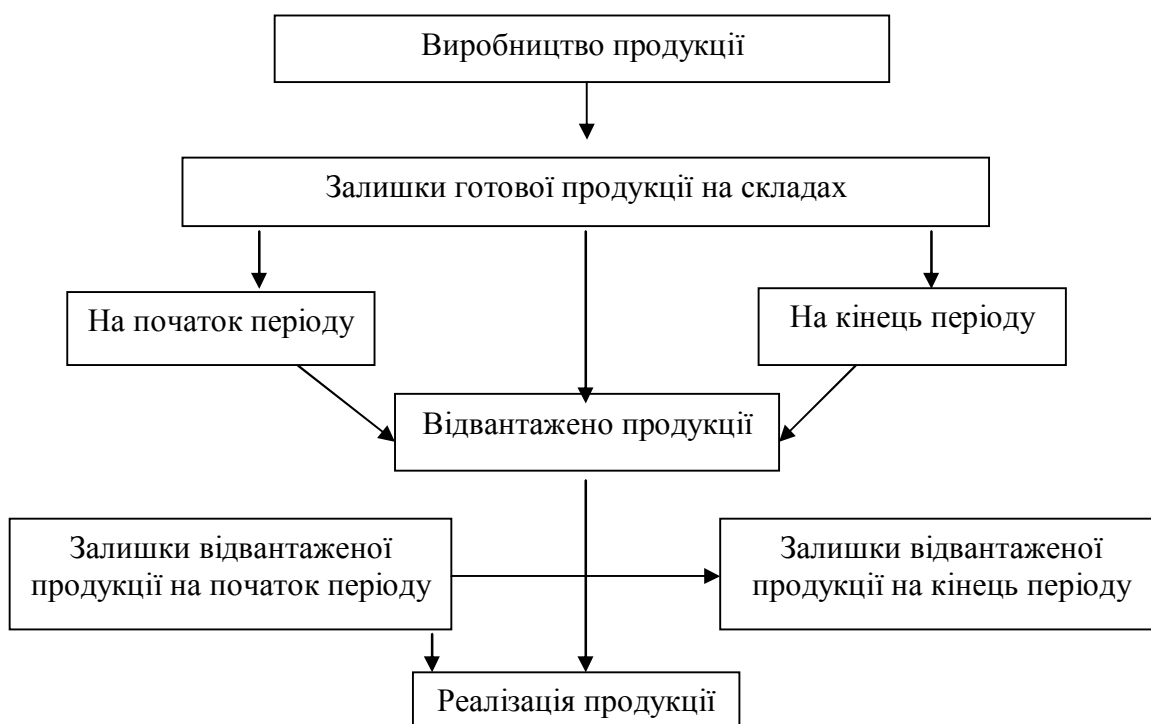 Виробництво продукції
Залишки готової продукції на складах
На початок періоду
На кінець періоду
Відвантажено продукції
Залишки відвантаженої
продукції на початок періоду
Залишки відвантаженої
продукції на кінець періоду
Реалізація продукції